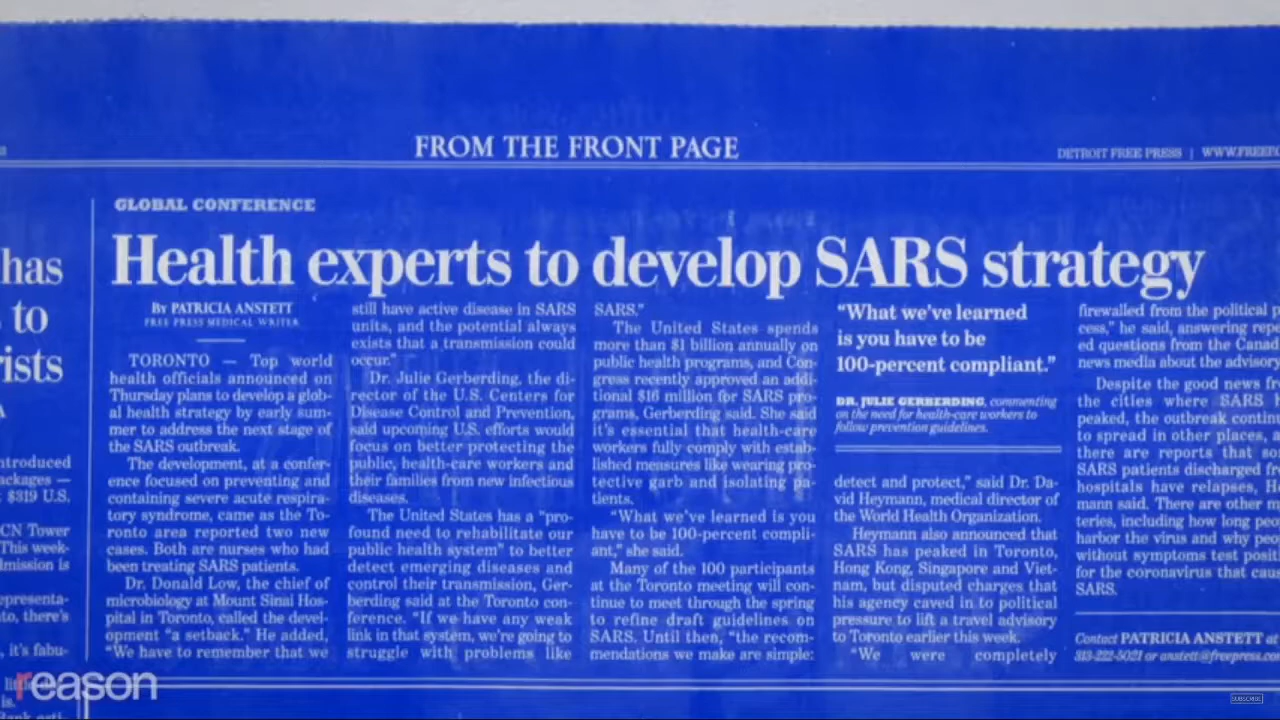 FROM THE FRONT PAGE
DETROIT FREE PRESS |
has
to
GLOBAL CONFERENCE
Health experts to develop SARS strategy
By PATRICIA ANSTETT
FREE PRESS MEDICAL WRITER
TORONTO — Top world
health officials announced on
Thursday plans to develop a glob-
al health strategy by early sum-
mer to address the next stage of
the SARS outbreak.
The development, at a confer-
ence focused on preventing and
containing severe acute respira-
tory syndrome, came as the To-
ronto area reported two new
cases. Both are nurses who had
been treating SARS patients.
Dr. Donald Low, the chief of
microbiology at Mount Sinai Hos-
pital in Toronto, called the devel-
opment "a setback." He added,
"We have to remember that we
still have active disease in SARS
units, and the potential always
exists that a transmission could
occur."
Dr. Julie Gerberding, the di-
rector of the U.S. Centers for
Disease Control and Prevention,
said upcoming U.S. efforts would
focus on better protecting the
public, health-care workers and
their families from new infectious
diseases.
The United States has a "pro-
found need to rehabilitate our
public health system" to better
detect emerging diseases and
control their transmission, Ger-
berding said at the Toronto con-
ference. "If we have any weak
link in that system, we're going to
struggle with problems like
SARS."
The United States spends
more than $1 billion annually on
public health programs, and Con-
gress recently approved an addi-
tional $16 million for SARS pro-
grams, Gerberding said. She said
it's essential that health-care
workers fully comply with estab-
lished measures like wearing pro-
tective garb and isolating pa-
tients.
"What we've learned is you
have to be 100-percent compli-
ant," she said.
Many of the 100 participants
at the Toronto meeting will con-
tinue to meet through the spring
to refine draft guidelines on
SARS. Until then, "the recom-
mendations we make are simple:
"What we've learned
is you have to be
100-percent compliant."
DR. JULIE GERBERDING, commenting
on the need for health-care workers to
follow prevention guidelines.
detect and protect," said Dr. Da-
vid Heymann, medical director of
the World Health Organization.
Heymann also announced that
SARS has peaked in Toronto,
Hong Kong, Singapore and Viet-
nam, but disputed charges that
his agency caved in to political
pressure to lift a travel advisory
to Toronto earlier this week.
"We were completely
firewalled from the political
cess," he said, answering
ed questions from the
news media about the advisory
Despite the good news
the cities where SARS
peaked, the outbreak
to spread in other places,
there are reports that
SARS patients discharged
hospitals have relapses,
mann said. There are other
teries, including how long
harbor the virus and why
without symptoms test
for the coronavirus that
SARS.
Contact PATRICIA ANSTETT at
313-222-5021 or
$319 U.S.
CN Tower
This week-
is
there's
it's
reason
SUBSCRIBE